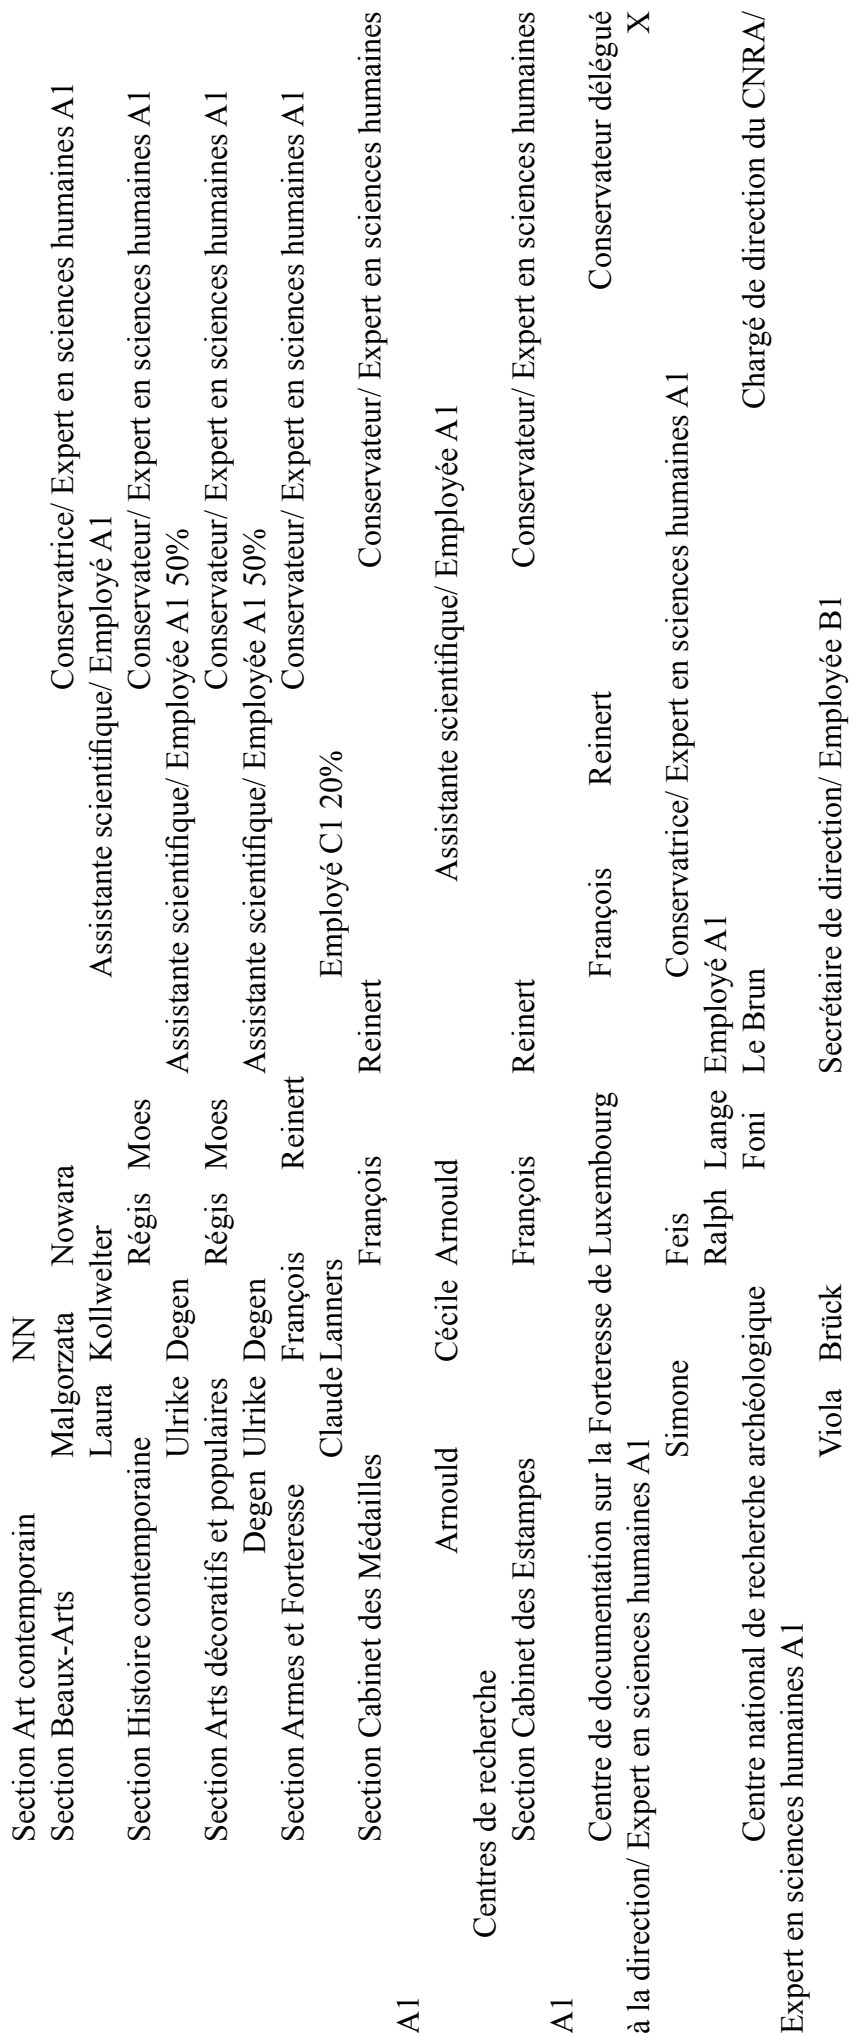 Section Art contemporain NN
Section Beaux-Arts Malgorzata Nowara Conservatrice/ Expert en sciences humaines A1
Laura Kollwelter Assistante scientifique/ Employé A1
Section Histoire contemporaine Régis Moes Conservateur/ Expert en sciences humaines A1
Ulrike Degen Assistante scientifique/ Employée A1 50%
Section Arts décoratifs et populaires Régis Moes Conservateur/ Expert en sciences humaines A1
Degen Ulrike Degen Assistante scientifique/ Employée A1 50%
Section Armes et Forteresse François Reinert Conservateur/ Expert en sciences humaines A1
Claude Lanners Employé C1 20%
Section Cabinet des Médailles François Reinert Conservateur/ Expert en sciences humaines
A1
Arnould Cécile Arnould Assistante scientifique/ Employée A1
Centres de recherche
Section Cabinet des Estampes François Reinert Conservateur/ Expert en sciences humaines
A1
Centre de documentation sur la Forteresse de Luxembourg François Reinert Conservateur délégué
à la direction/ Expert en sciences humaines A1 X
Simone Feis Conservatrice/ Expert en sciences humaines A1
Ralph Lange Employé A1
Centre national de recherche archéologique Foni Le Brun Chargé de direction du CNRA/
Expert en sciences humaines A1
Viola Brück Secrétaire de direction/ Employée B1